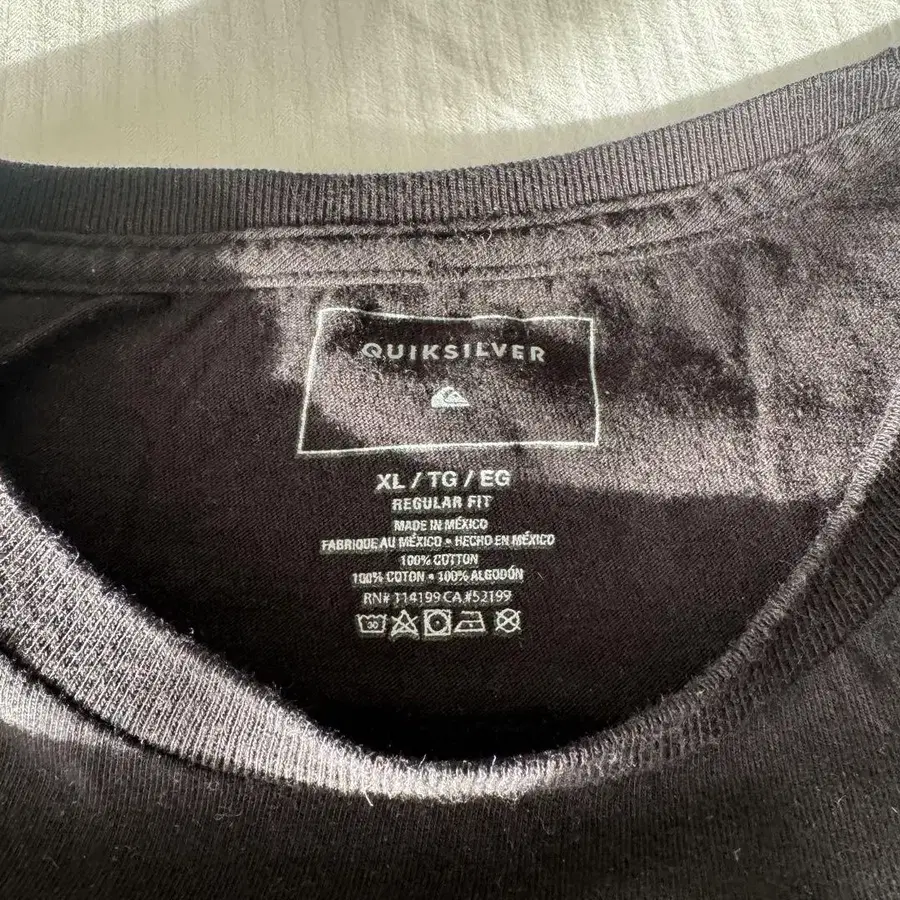 QUIKSILVER
XL / TG / EG
REGULAR FIT
MADE IN MÉXICO
FABRIQUE AU MÉXICO • HECHO EN MÉXICO
100% COTTON
100% COTON • 100% ALGODÓN
RN# 114199 CA #52199
30